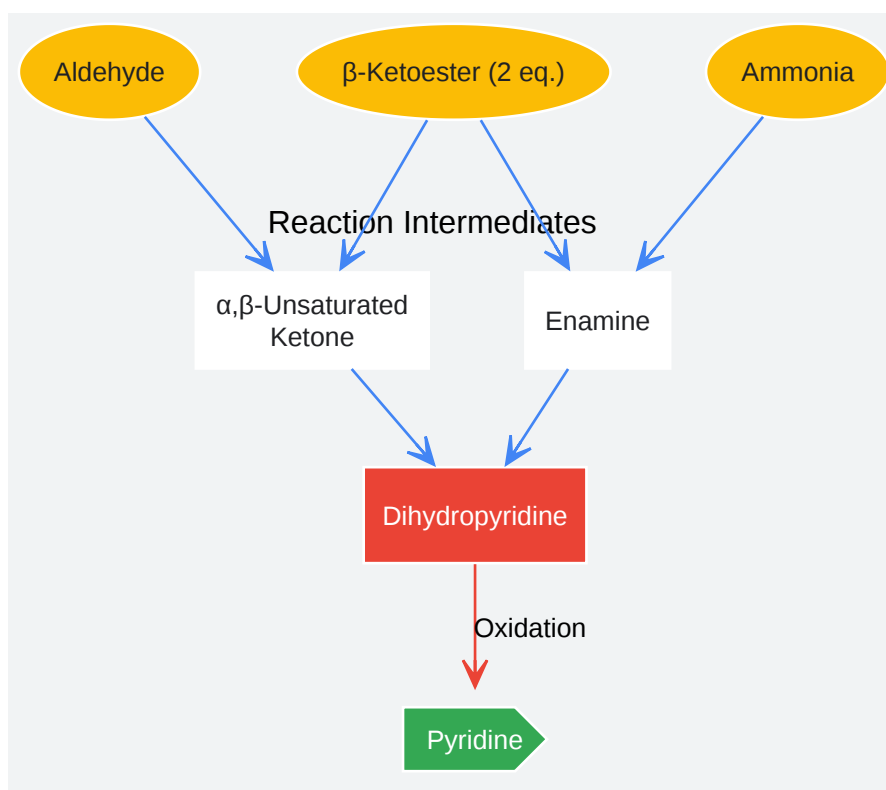 Aldehyde
β-Ketoester (2 eq.)
Ammonia
Reaction Intermediates
α,β-Unsaturated
Ketone
Enamine
Dihydropyridine
Oxidation
Pyridine